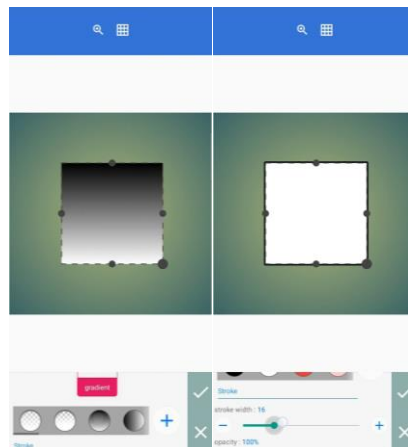 gradient
Stroke
Stroke
stroke width : 16
opacity : 100%